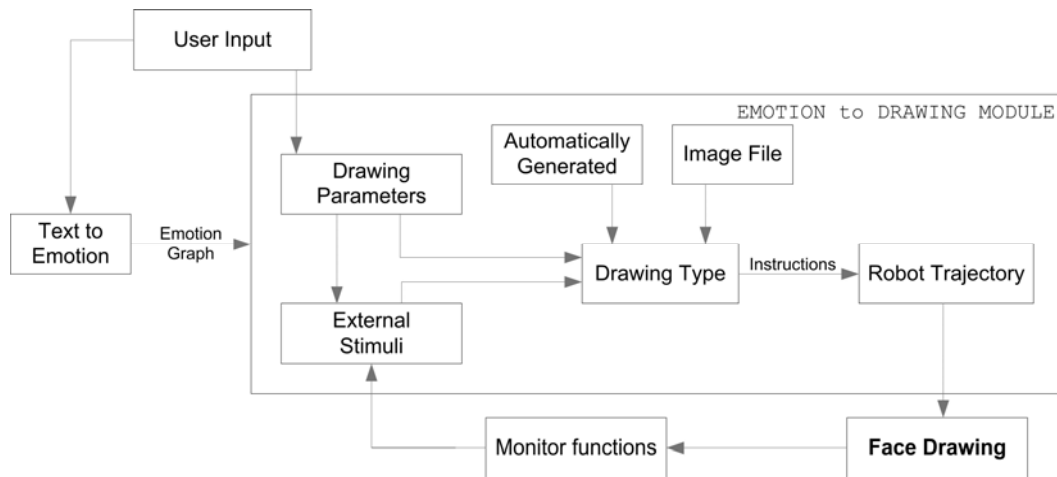 User Input
EMOTION to DRAWING MODULE
Automatically
Generated
Image File
Drawing
Parameters
Text to
Emotion
Emotion
Graph
Drawing Type
Instructions
Robot Trajectory
External
Stimuli
Monitor functions
Face Drawing